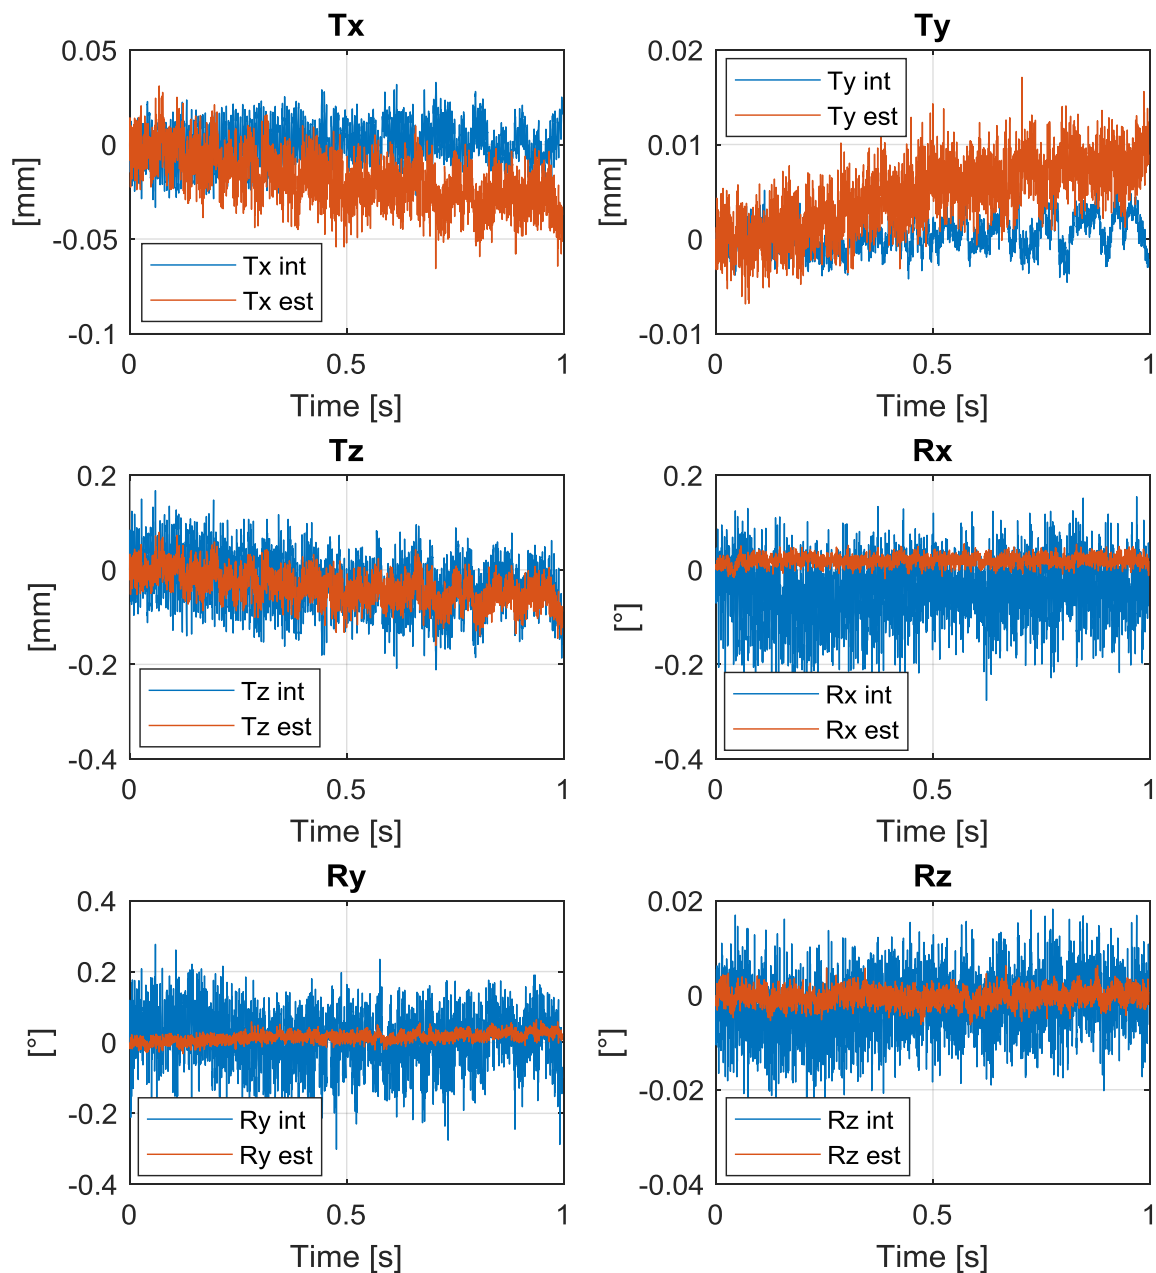 Tx
0.05
0
-0.05
-0.1
[mm]
Tx int
Tx est
0
0.5
1
Time [s]
Ty
0.02
0.01
0
-0.01
[mm]
Ty int
Ty est
0
0.5
1
Time [s]
Tz
0.2
0
-0.2
-0.4
[mm]
Tz int
Tz est
0
0.5
1
Time [s]
Rx
0.2
0
-0.2
-0.4
[°]
Rx int
Rx est
0
0.5
1
Time [s]
Ry
0.4
0.2
0
-0.2
-0.4
[°]
Ry int
Ry est
0
0.5
1
Time [s]
Rz
0.02
0
-0.02
-0.04
[°]
Rz int
Rz est
0
0.5
1
Time [s]